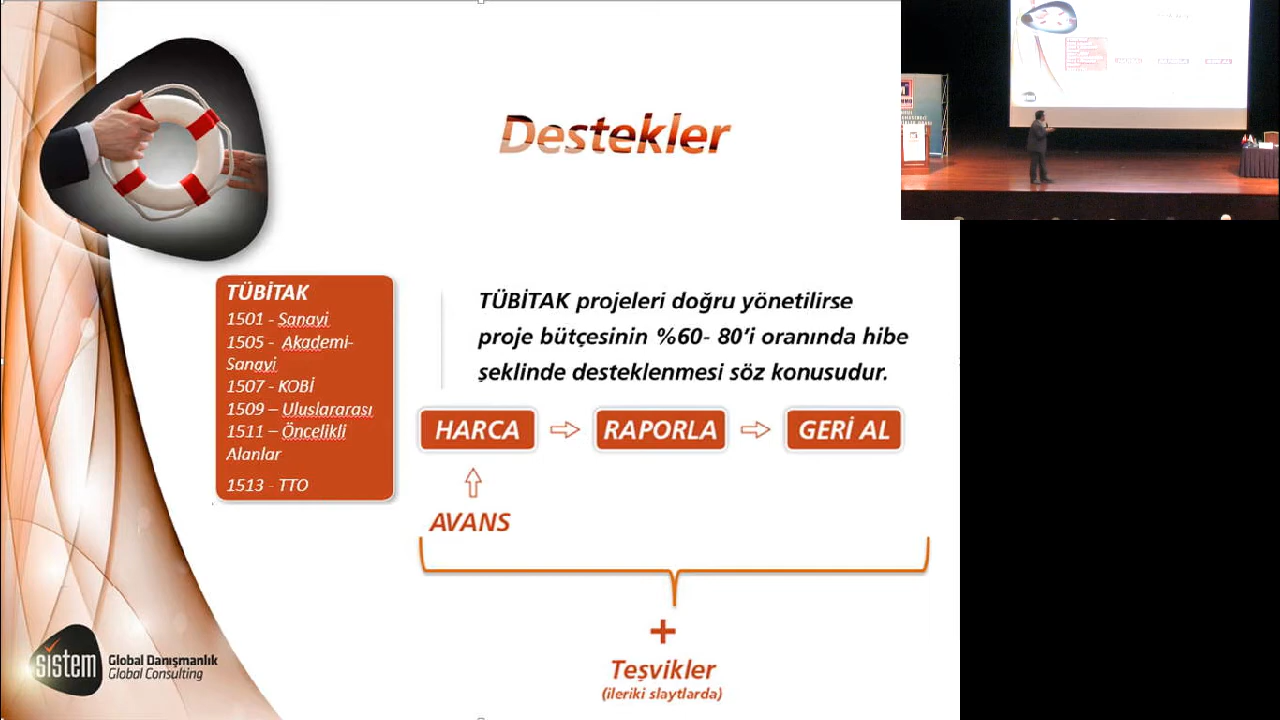 Destekler
TÜBİTAK
1501 - Sanayi
1505 - Akademi-
Sanayi
1507 - KOBİ
1509 – Uluslararası
1511 – Öncelikli
Alanlar
1513 - TTO
TÜBİTAK projeleri doğru yönetilirse
proje bütçesinin %60- 80’i oranında hibe
şeklinde desteklenmesi söz konusudur.
HARCA
RAPORLA
GERİ AL
AVANS
+
Teşvikler
(ileriki slaytlarda)
sistem
Global Danışmanlık
Global Consulting